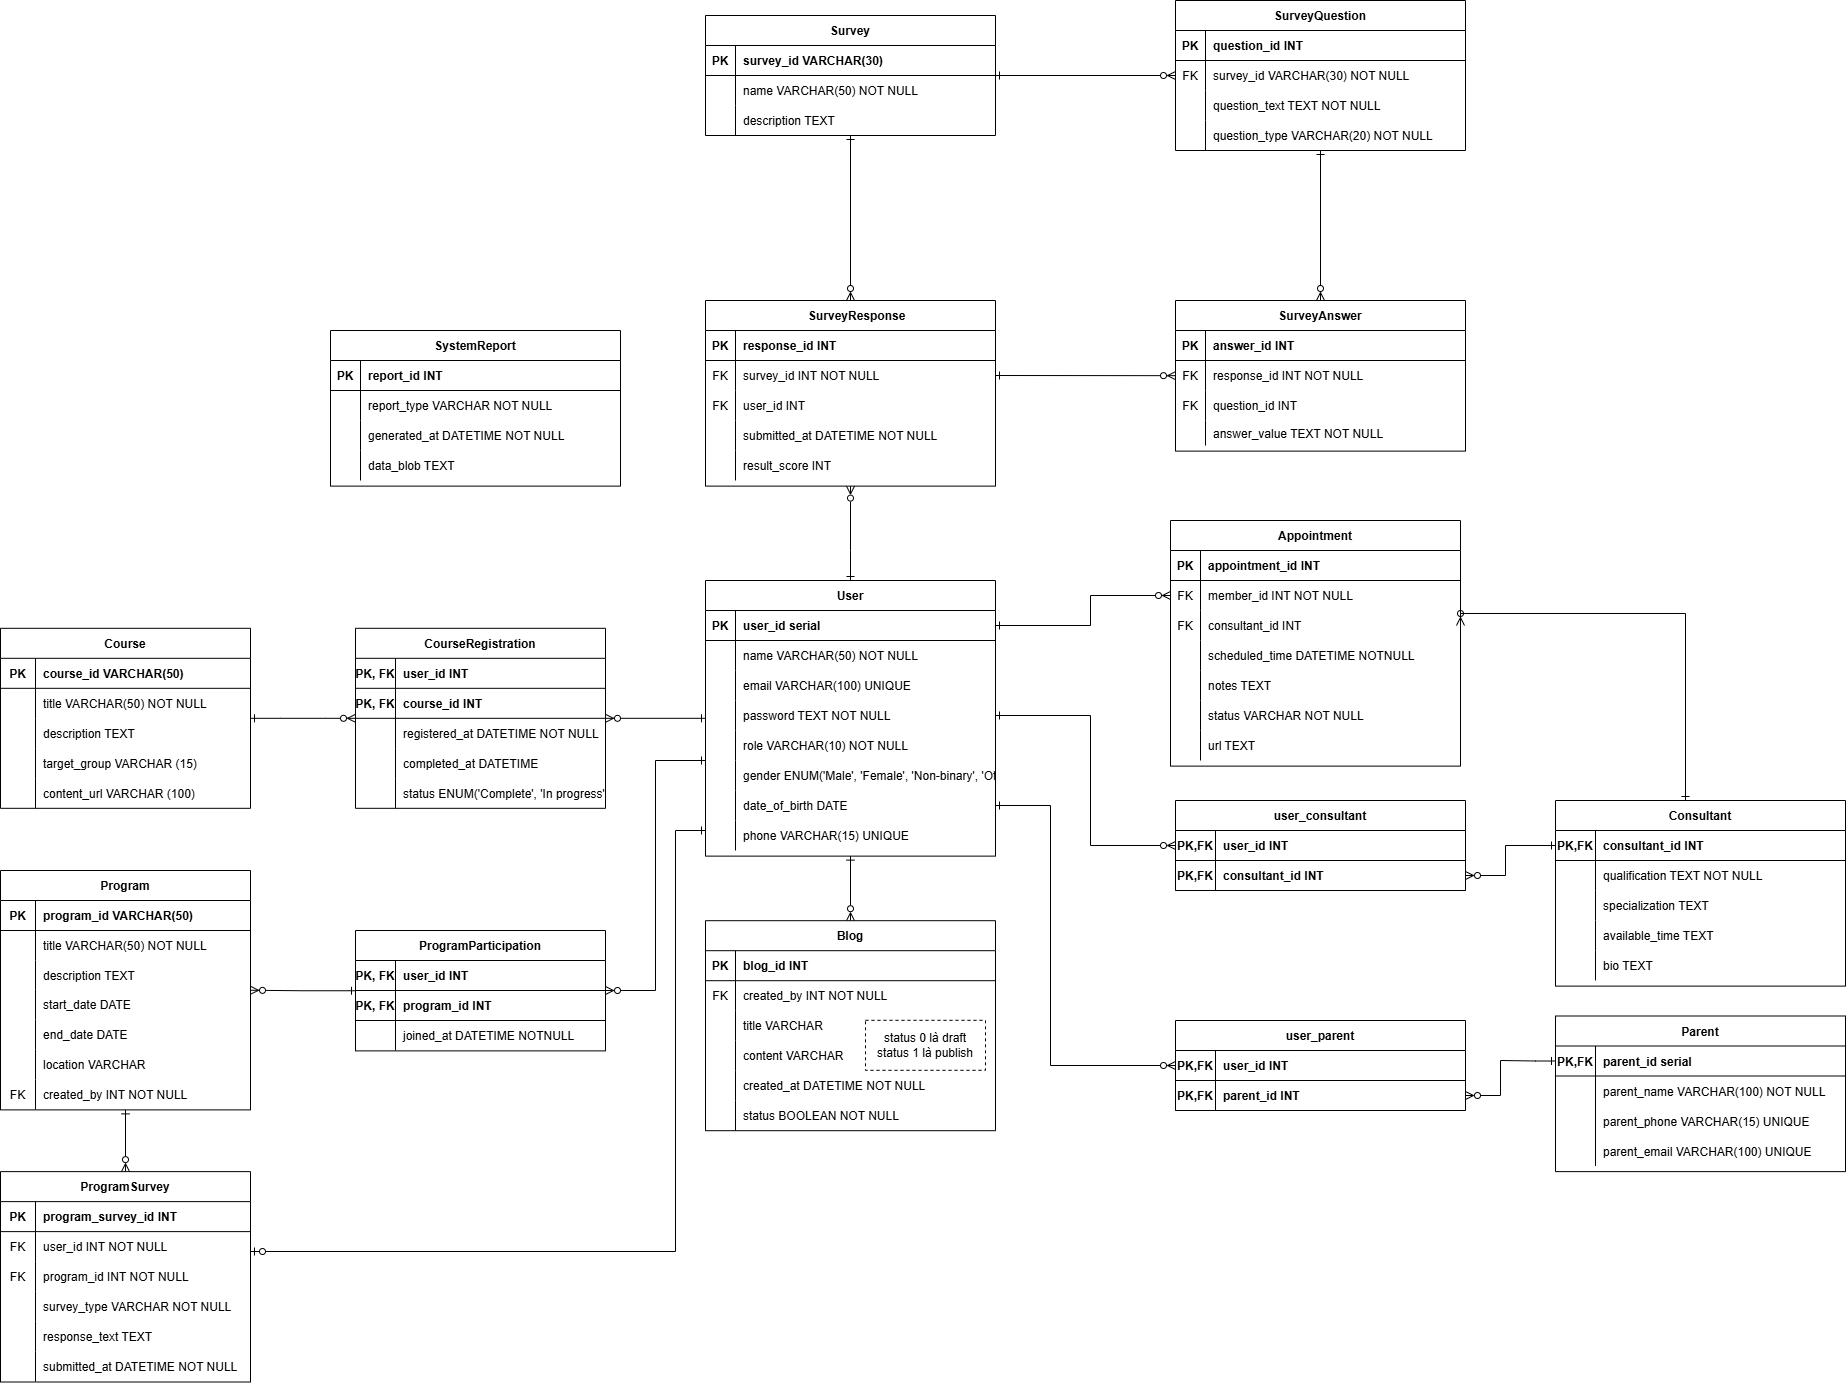 Survey
PK survey_id VARCHAR(30)
name VARCHAR(50) NOT NULL
description TEXT
SurveyQuestion
PK question_id INT
FK survey_id VARCHAR(30) NOT NULL
question_text TEXT NOT NULL
question_type VARCHAR(20) NOT NULL
SystemReport
PK report_id INT
report_type VARCHAR NOT NULL
generated_at DATETIME NOT NULL
data_blob TEXT
SurveyResponse
PK response_id INT
FK survey_id INT NOT NULL
FK user_id INT
submitted_at DATETIME NOT NULL
result_score INT
SurveyAnswer
PK answer_id INT
FK response_id INT NOT NULL
FK question_id INT
answer_value TEXT NOT NULL
Course
PK course_id VARCHAR(50)
title VARCHAR(50) NOT NULL
description TEXT
target_group VARCHAR (15)
content_url VARCHAR (100)
CourseRegistration
PK, FK user_id INT
PK, FK course_id INT
registered_at DATETIME NOT NULL
completed_at DATETIME
status ENUM('Complete', 'In progress'
User
PK user_id serial
name VARCHAR(50) NOT NULL
email VARCHAR(100) UNIQUE
password TEXT NOT NULL
role VARCHAR(10) NOT NULL
gender ENUM('Male', 'Female', 'Non-binary',
date_of_birth DATE
phone VARCHAR(15) UNIQUE
Appointment
PK appointment_id INT
FK member_id INT NOT NULL
FK consultant_id INT
scheduled_time DATETIME NOTNULL
notes TEXT
status VARCHAR NOT NULL
url TEXT
user_consultant
PK,FK user_id INT
PK,FK consultant_id INT
Consultant
PK,FK consultant_id INT
qualification TEXT NOT NULL
specialization TEXT
available_time TEXT
bio TEXT
Program
PK program_id VARCHAR(50)
title VARCHAR(50) NOT NULL
description TEXT
start_date DATE
end_date DATE
location VARCHAR
FK created_by INT NOT NULL
ProgramParticipation
PK, FK user_id INT
PK, FK program_id INT
joined_at DATETIME NOTNULL
Blog
PK blog_id INT
FK created_by INT NOT NULL
title VARCHAR
content VARCHAR
created_at DATETIME NOT NULL
status BOOLEAN NOT NULL
status 0 là draft
status 1 là publish
user_parent
PK,FK user_id INT
PK,FK parent_id INT
Parent
PK,FK parent_id serial
parent_name VARCHAR(100) NOT NULL
parent_phone VARCHAR(15) UNIQUE
parent_email VARCHAR(100) UNIQUE
ProgramSurvey
PK program_survey_id INT
FK user_id INT NOT NULL
FK program_id INT NOT NULL
survey_type VARCHAR NOT NULL
response_text TEXT
submitted_at DATETIME NOT NULL